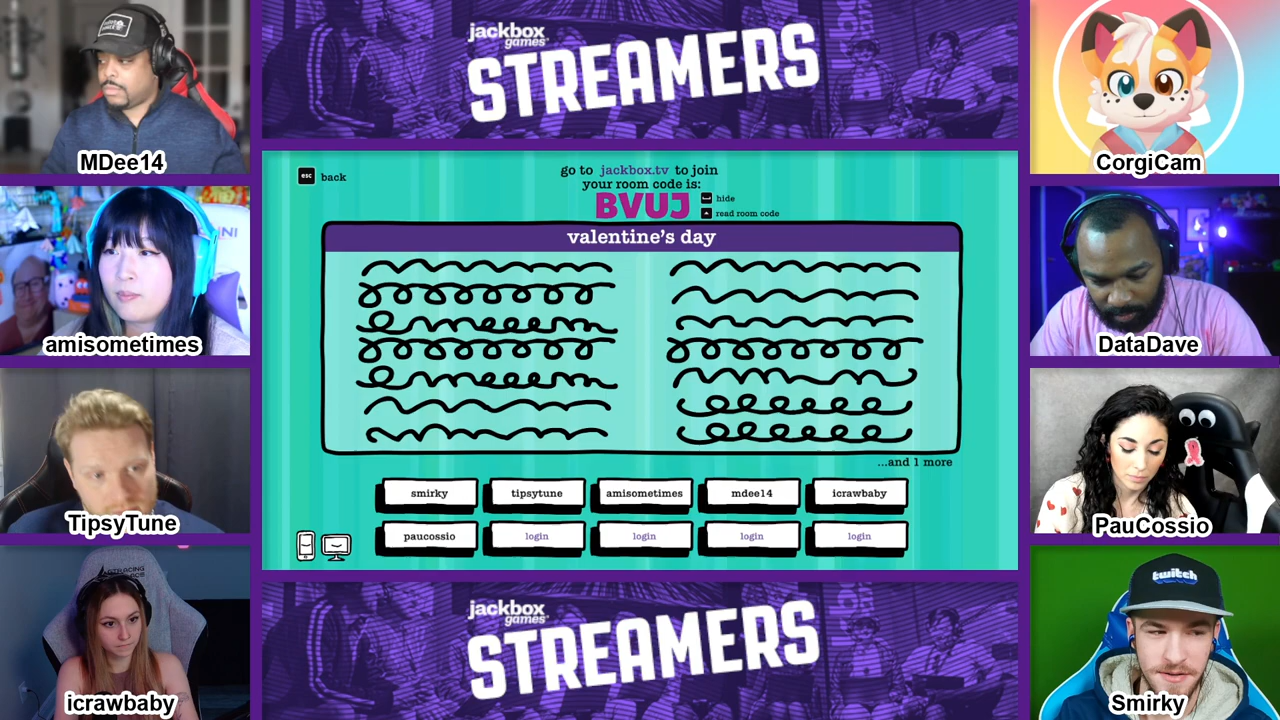 jackbox
games
STREAMERS
MDee14
CorgiCam
esc back
go to jackbox.tv to join
your room code is:
BVUJ
hide
read room code
valentine's day
amisometimes
DataDave
...and 1 more
smirky
tipsytune
amisometimes
mdee14
icrawbaby
paucossio
login
login
login
login
TipsyTune
PauCossio
jackbox
games
STREAMERS
twitch
icrawbaby
Smirky